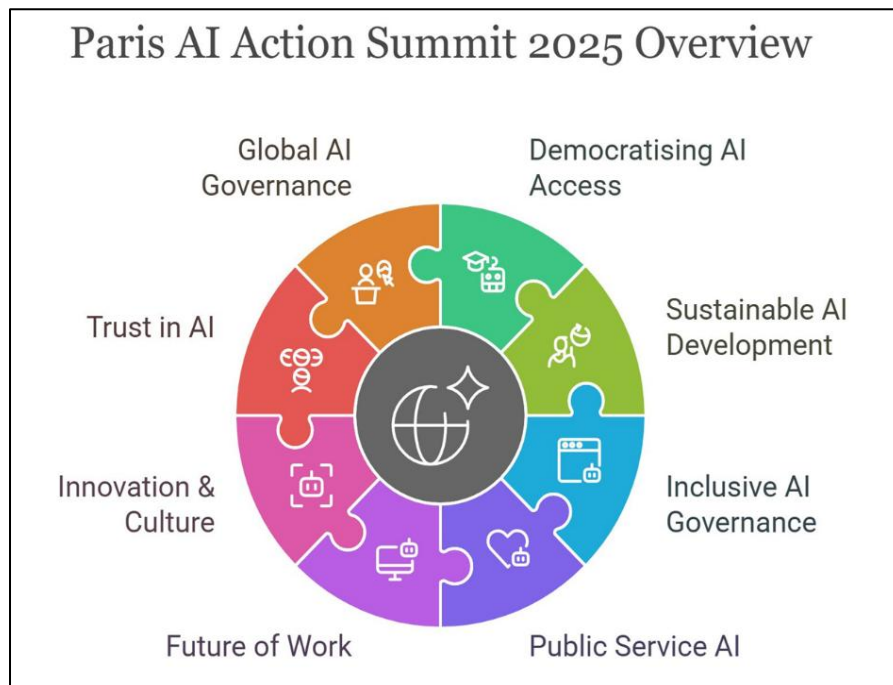 Paris AI Action Summit 2025 Overview
Global AI
Governance
Democratising AI
Access
Trust in AI
Sustainable AI
Development
Innovation &
Culture
Inclusive AI
Governance
Future of Work
Public Service AI